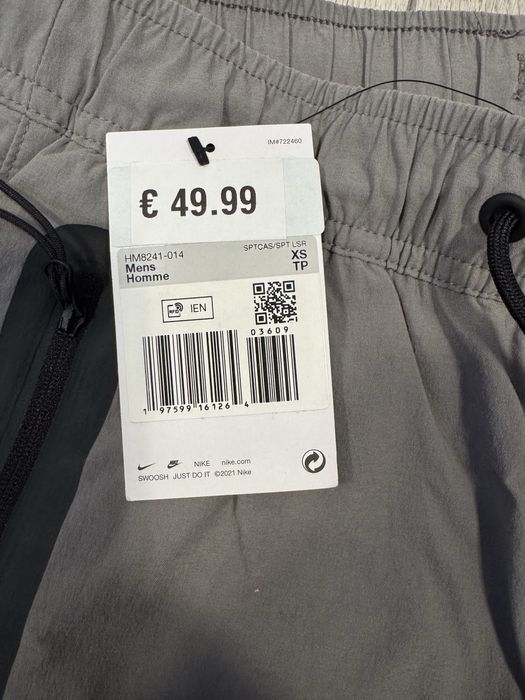 IM#722460
€ 49.99
SPTCAS/SPT LSR
HM8241-014 XS
Mens TP
Homme
RFID IEN
03609
1 97599 16126 4
NIKE nike.com
SWOOSH JUST DO IT ©2021 Nike